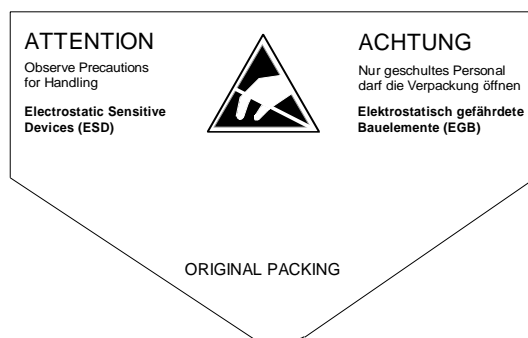 ATTENTION
Observe Precautions
for Handling
Electrostatic Sensitive
Devices (ESD)
ACHTUNG
Nur geschultes Personal
darf die Verpackung öffnen
Elektrostatisch gefährdete
Bauelemente (EGB)
ORIGINAL PACKING